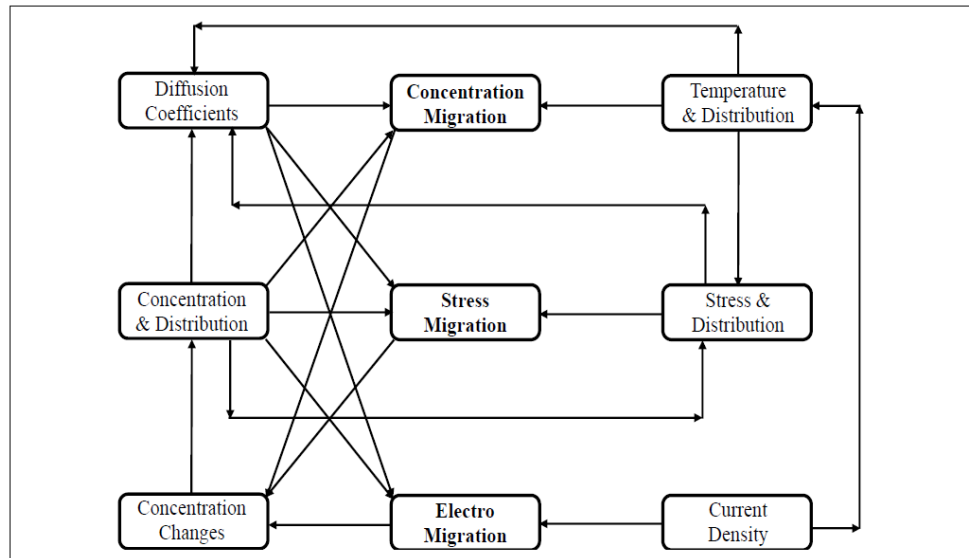 Diffusion
Coefficients
Concentration
Migration
Temperature
& Distribution
Concentration
& Distribution
Stress
Migration
Stress &
Distribution
Concentration
Changes
Electro
Migration
Current
Density